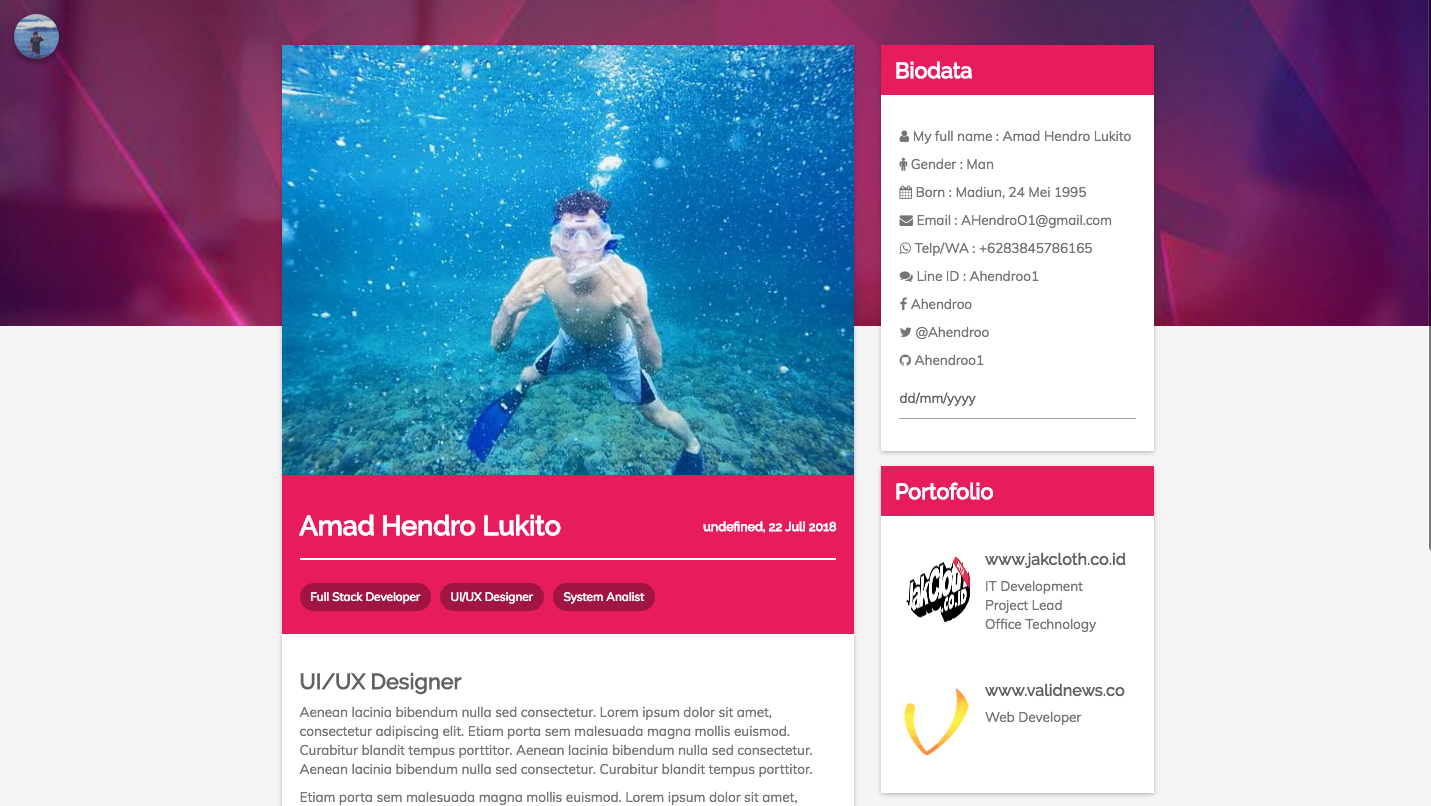 Amad Hendro Lukito
undefined, 22 Juli 2018
Full Stack Developer
UI/UX Designer
System Analist
UI/UX Designer
Aenean lacinia bibendum nulla sed consectetur. Lorem ipsum dolor sit amet,
consectetur adipiscing elit. Etiam porta sem malesuada magna mollis euismod.
Curabitur blandit tempus porttitor. Aenean lacinia bibendum nulla sed consectetur.
Aenean lacinia bibendum nulla sed consectetur. Curabitur blandit tempus porttitor.
Etiam porta sem malesuada magna mollis euismod. Lorem ipsum dolor sit amet,
Biodata
My full name : Amad Hendro Lukito
Gender : Man
Born : Madiun, 24 Mei 1995
Email : AHendroO1@gmail.com
Telp/WA : +6283845786165
Line ID : Ahendroo1
Ahendroo
@Ahendroo
Ahendroo1
dd/mm/yyyy
Portofolio
JakCloth
co.ID
www.jakcloth.co.id
IT Development
Project Lead
Office Technology
www.validnews.co
Web Developer